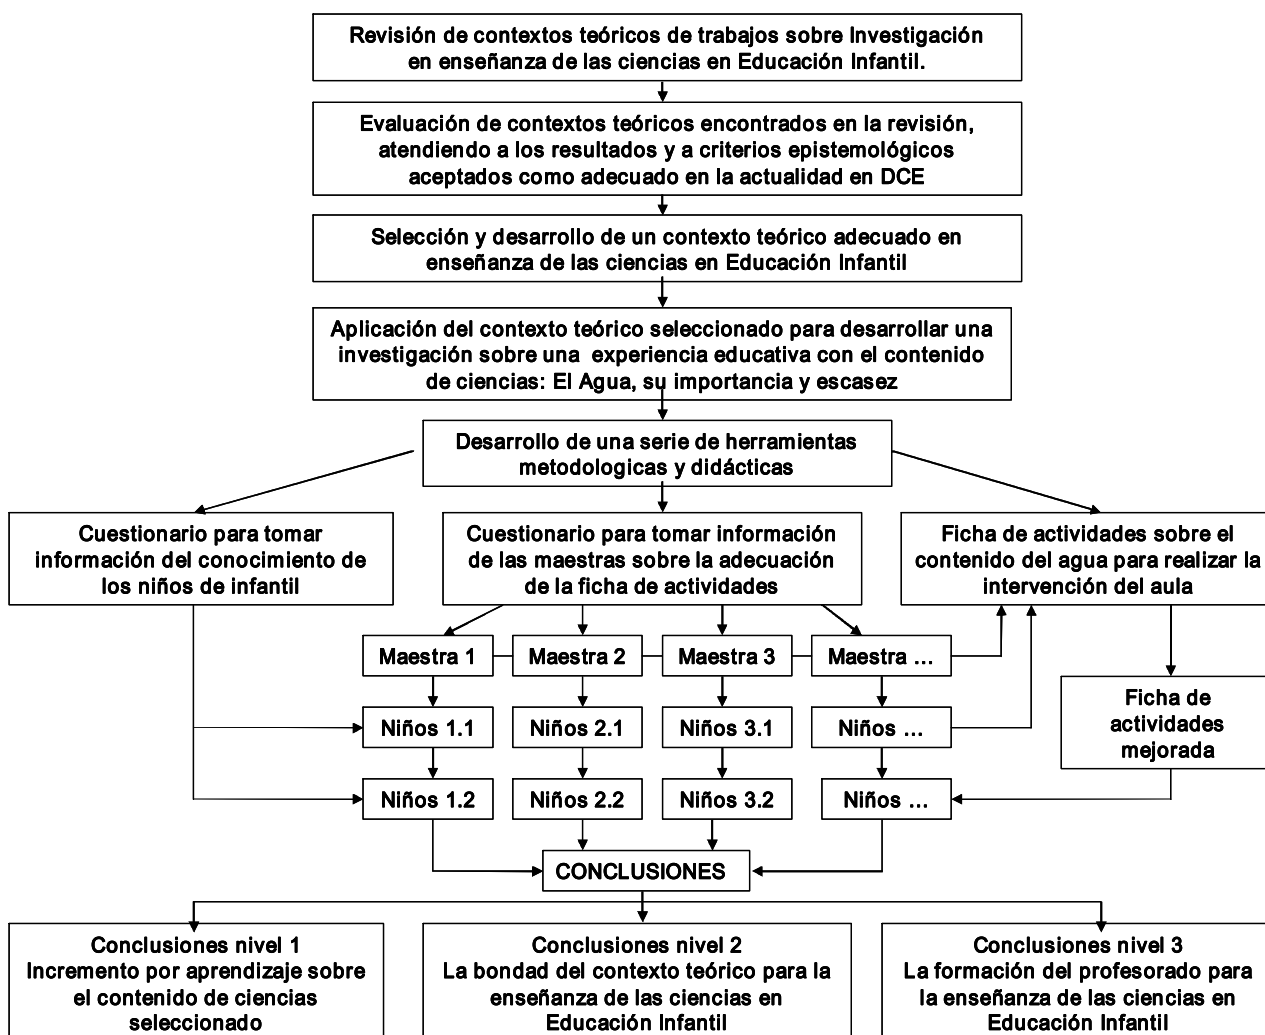 Revisión de contextos teóricos de trabajos sobre Investigación
en enseñanza de las ciencias en Educación Infantil.
Evaluación de contextos teóricos encontrados en la revisión,
atendiendo a los resultados y a criterios epistemológicos
aceptados como adecuado en la actualidad en DCE
Selección y desarrollo de un contexto teórico adecuado en
enseñanza de las ciencias en Educación Infantil
Aplicación del contexto teórico seleccionado para desarrollar una
investigación sobre una experiencia educativa con el contenido
de ciencias: El Agua, su importancia y escasez
Desarrollo de una serie de herramientas
metodologicas y didácticas
Cuestionario para tomar
información del conocimiento de
los niños de infantil
Cuestionario para tomar información
de las maestras sobre la adecuación
de la ficha de actividades
Ficha de actividades sobre el
contenido del agua para realizar la
intervención del aula
Maestra 1
Maestra 2
Maestra 3
Maestra …
Niños 1.1
Niños 2.1
Niños 3.1
Niños …
Ficha de
actividades
mejorada
Niños 1.2
Niños 2.2
Niños 3.2
Niños …
CONCLUSIONES
Conclusiones nivel 1
Incremento por aprendizaje sobre
el contenido de ciencias
seleccionado
Conclusiones nivel 2
La bondad del contexto teórico para la
enseñanza de las ciencias en
Educación Infantil
Conclusiones nivel 3
La formación del profesorado para
la enseñanza de las ciencias en
Educación Infantil